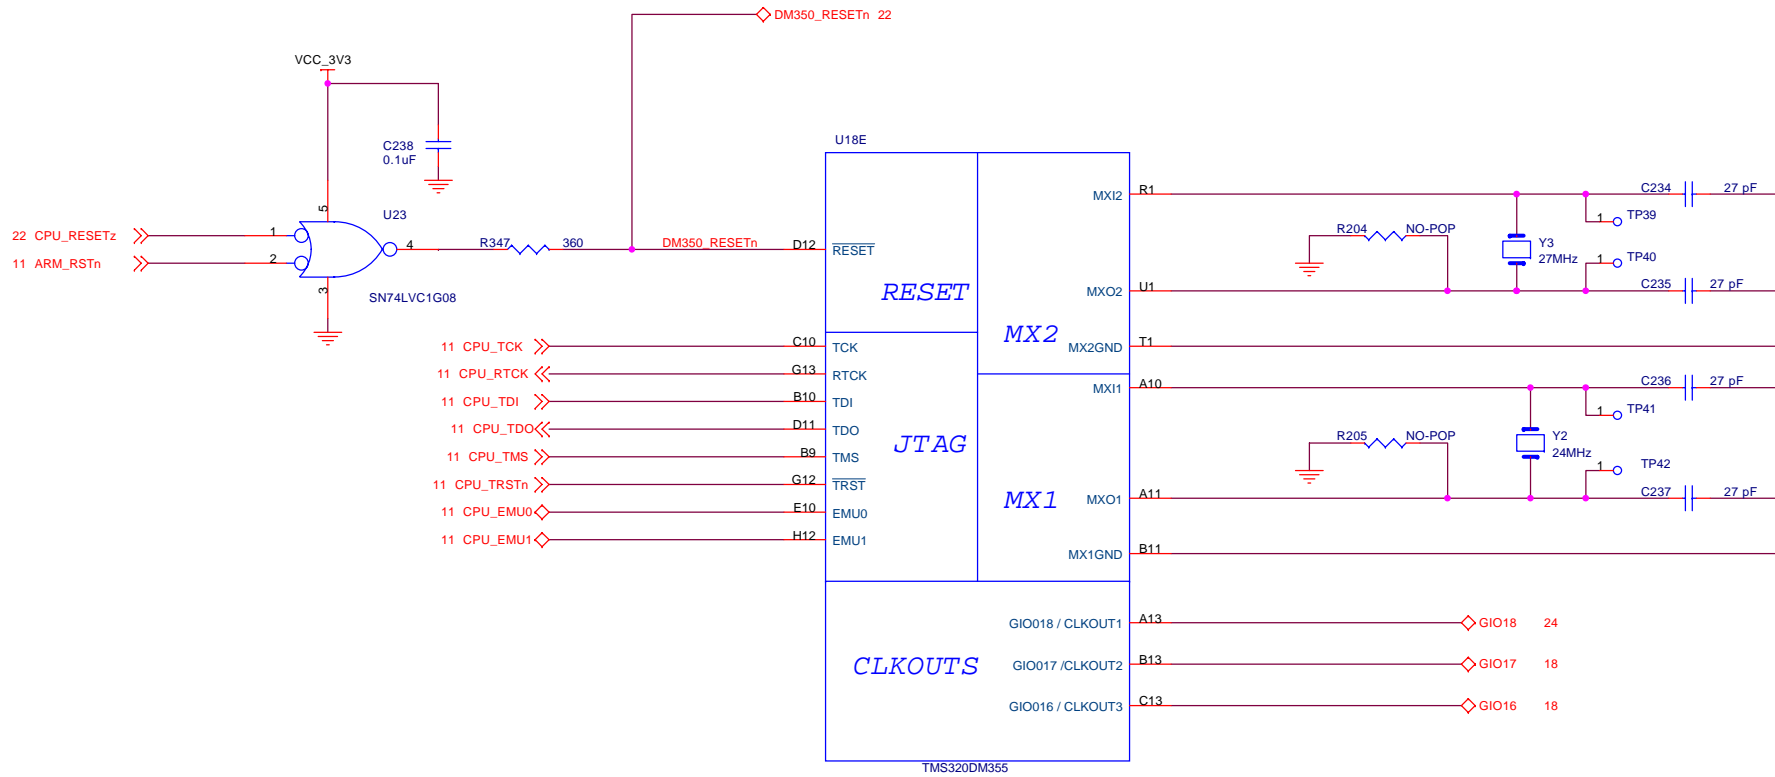 DM350_RESETn 22
VCC_3V3
C238
0.1uF
U18E
5
U23
22 CPU_RESETz
1
4
R347
360
DM350_RESETn
D12
RESET
11 ARM_RSTn
2
3
SN74LVC1G08
RESET
MXI2
R1
C234
27 pF
1
TP39
R204
NO-POP
Y3
27MHz
1
TP40
MXO2
U1
C235
27 pF
MX2
MX2GND
T1
11 CPU_TCK
C10
TCK
11 CPU_RTCK
G13
RTCK
11 CPU_TDI
B10
TDI
11 CPU_TDO
D11
TDO
11 CPU_TMS
B9
TMS
11 CPU_TRSTn
G12
TRST
11 CPU_EMU0
E10
EMU0
11 CPU_EMU1
H12
EMU1
JTAG
MXI1
A10
C236
27 pF
1
TP41
R205
NO-POP
Y2
24MHz
1
TP42
MX1
MXO1
A11
C237
27 pF
MX1GND
B11
CLKOUTS
GIO018 / CLKOUT1
A13
GIO18 24
GIO017 /CLKOUT2
B13
GIO17 18
GIO016 / CLKOUT3
C13
GIO16 18
TMS320DM355